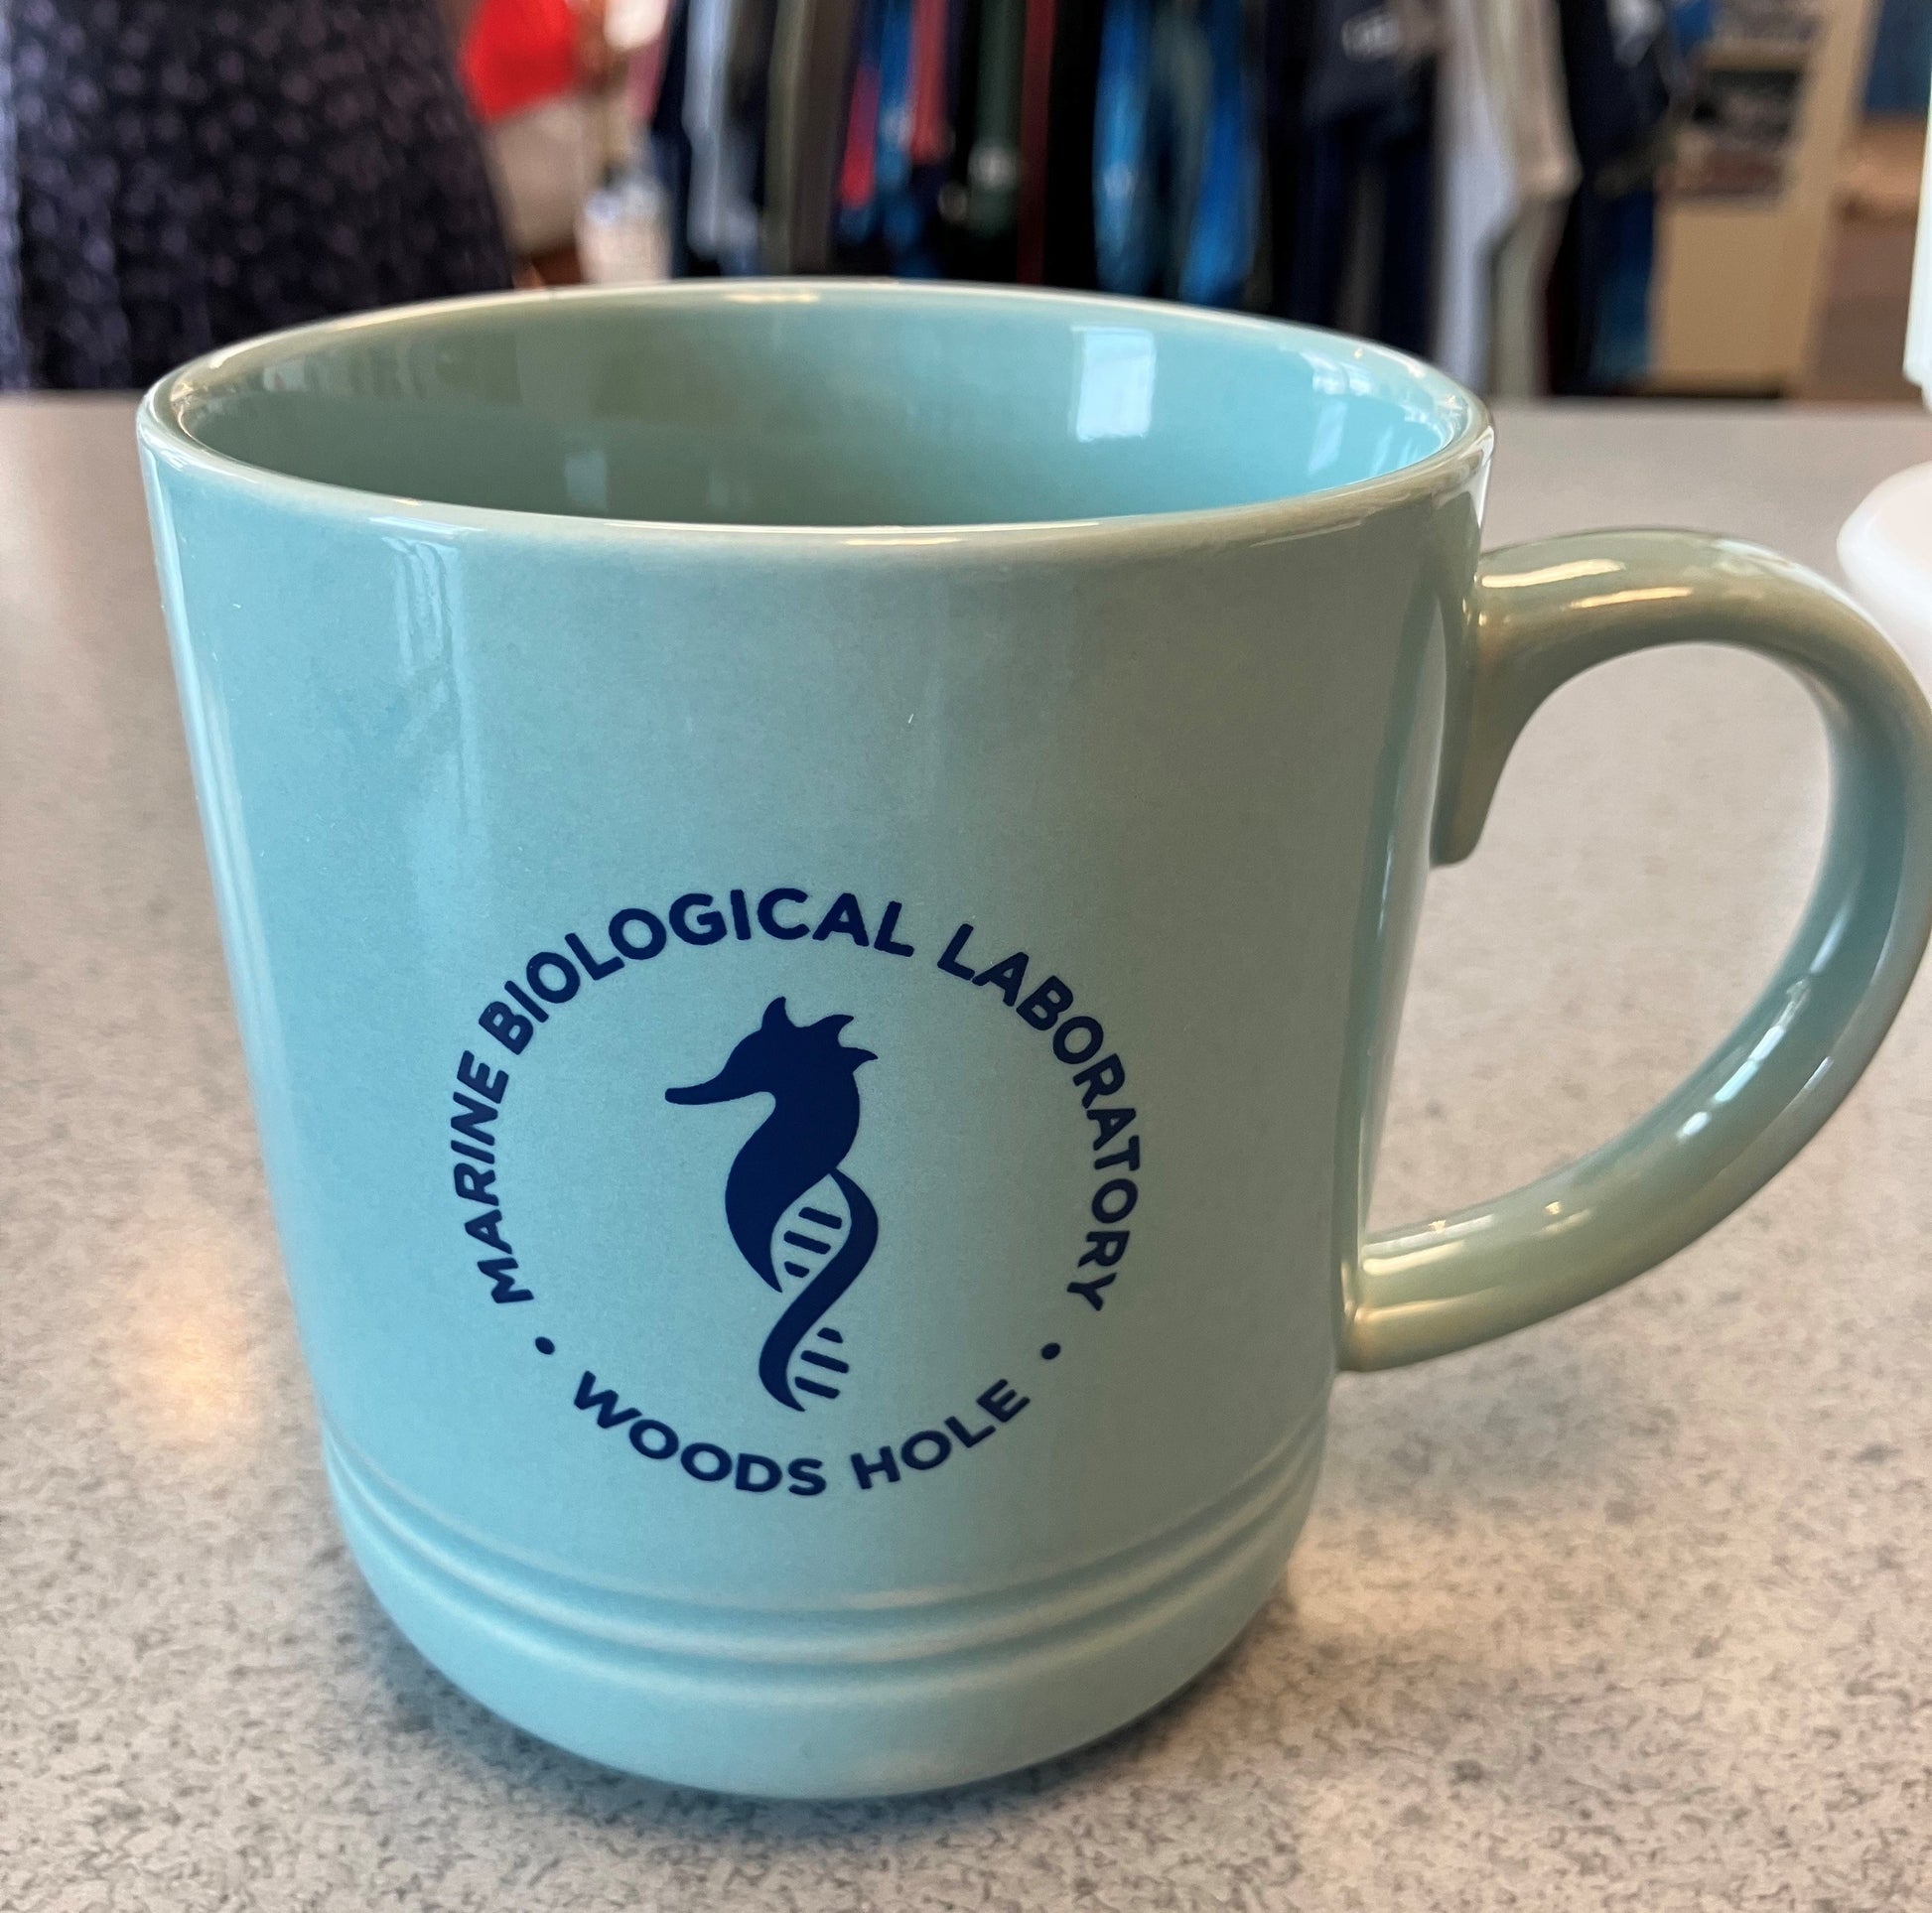 MARINE BIOLOGICAL LABORATORY
• WOODS HOLE •